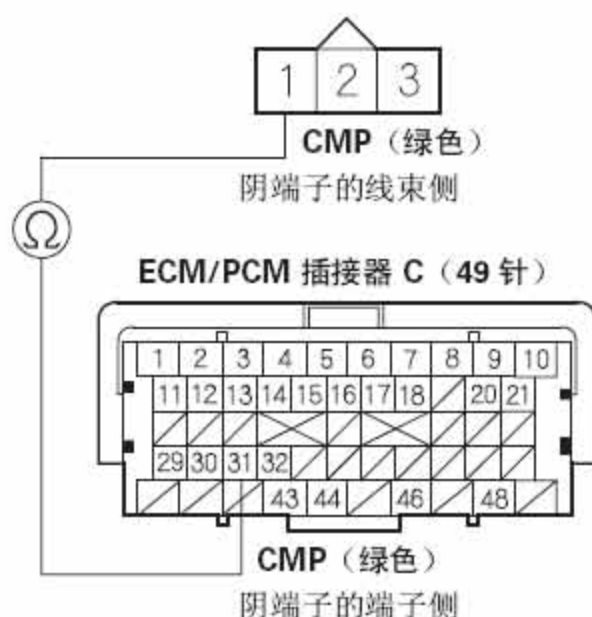 1 2 3
CMP（绿色）
阴端子的线束侧
Ω
ECM/PCM 插接器 C（49 针）
1 2 3 4 5 6 7 8 9 10
11 12 13 14 15 16 17 18 20 21
29 30 31 32
43 44 46 48
CMP（绿色）
阴端子的端子侧